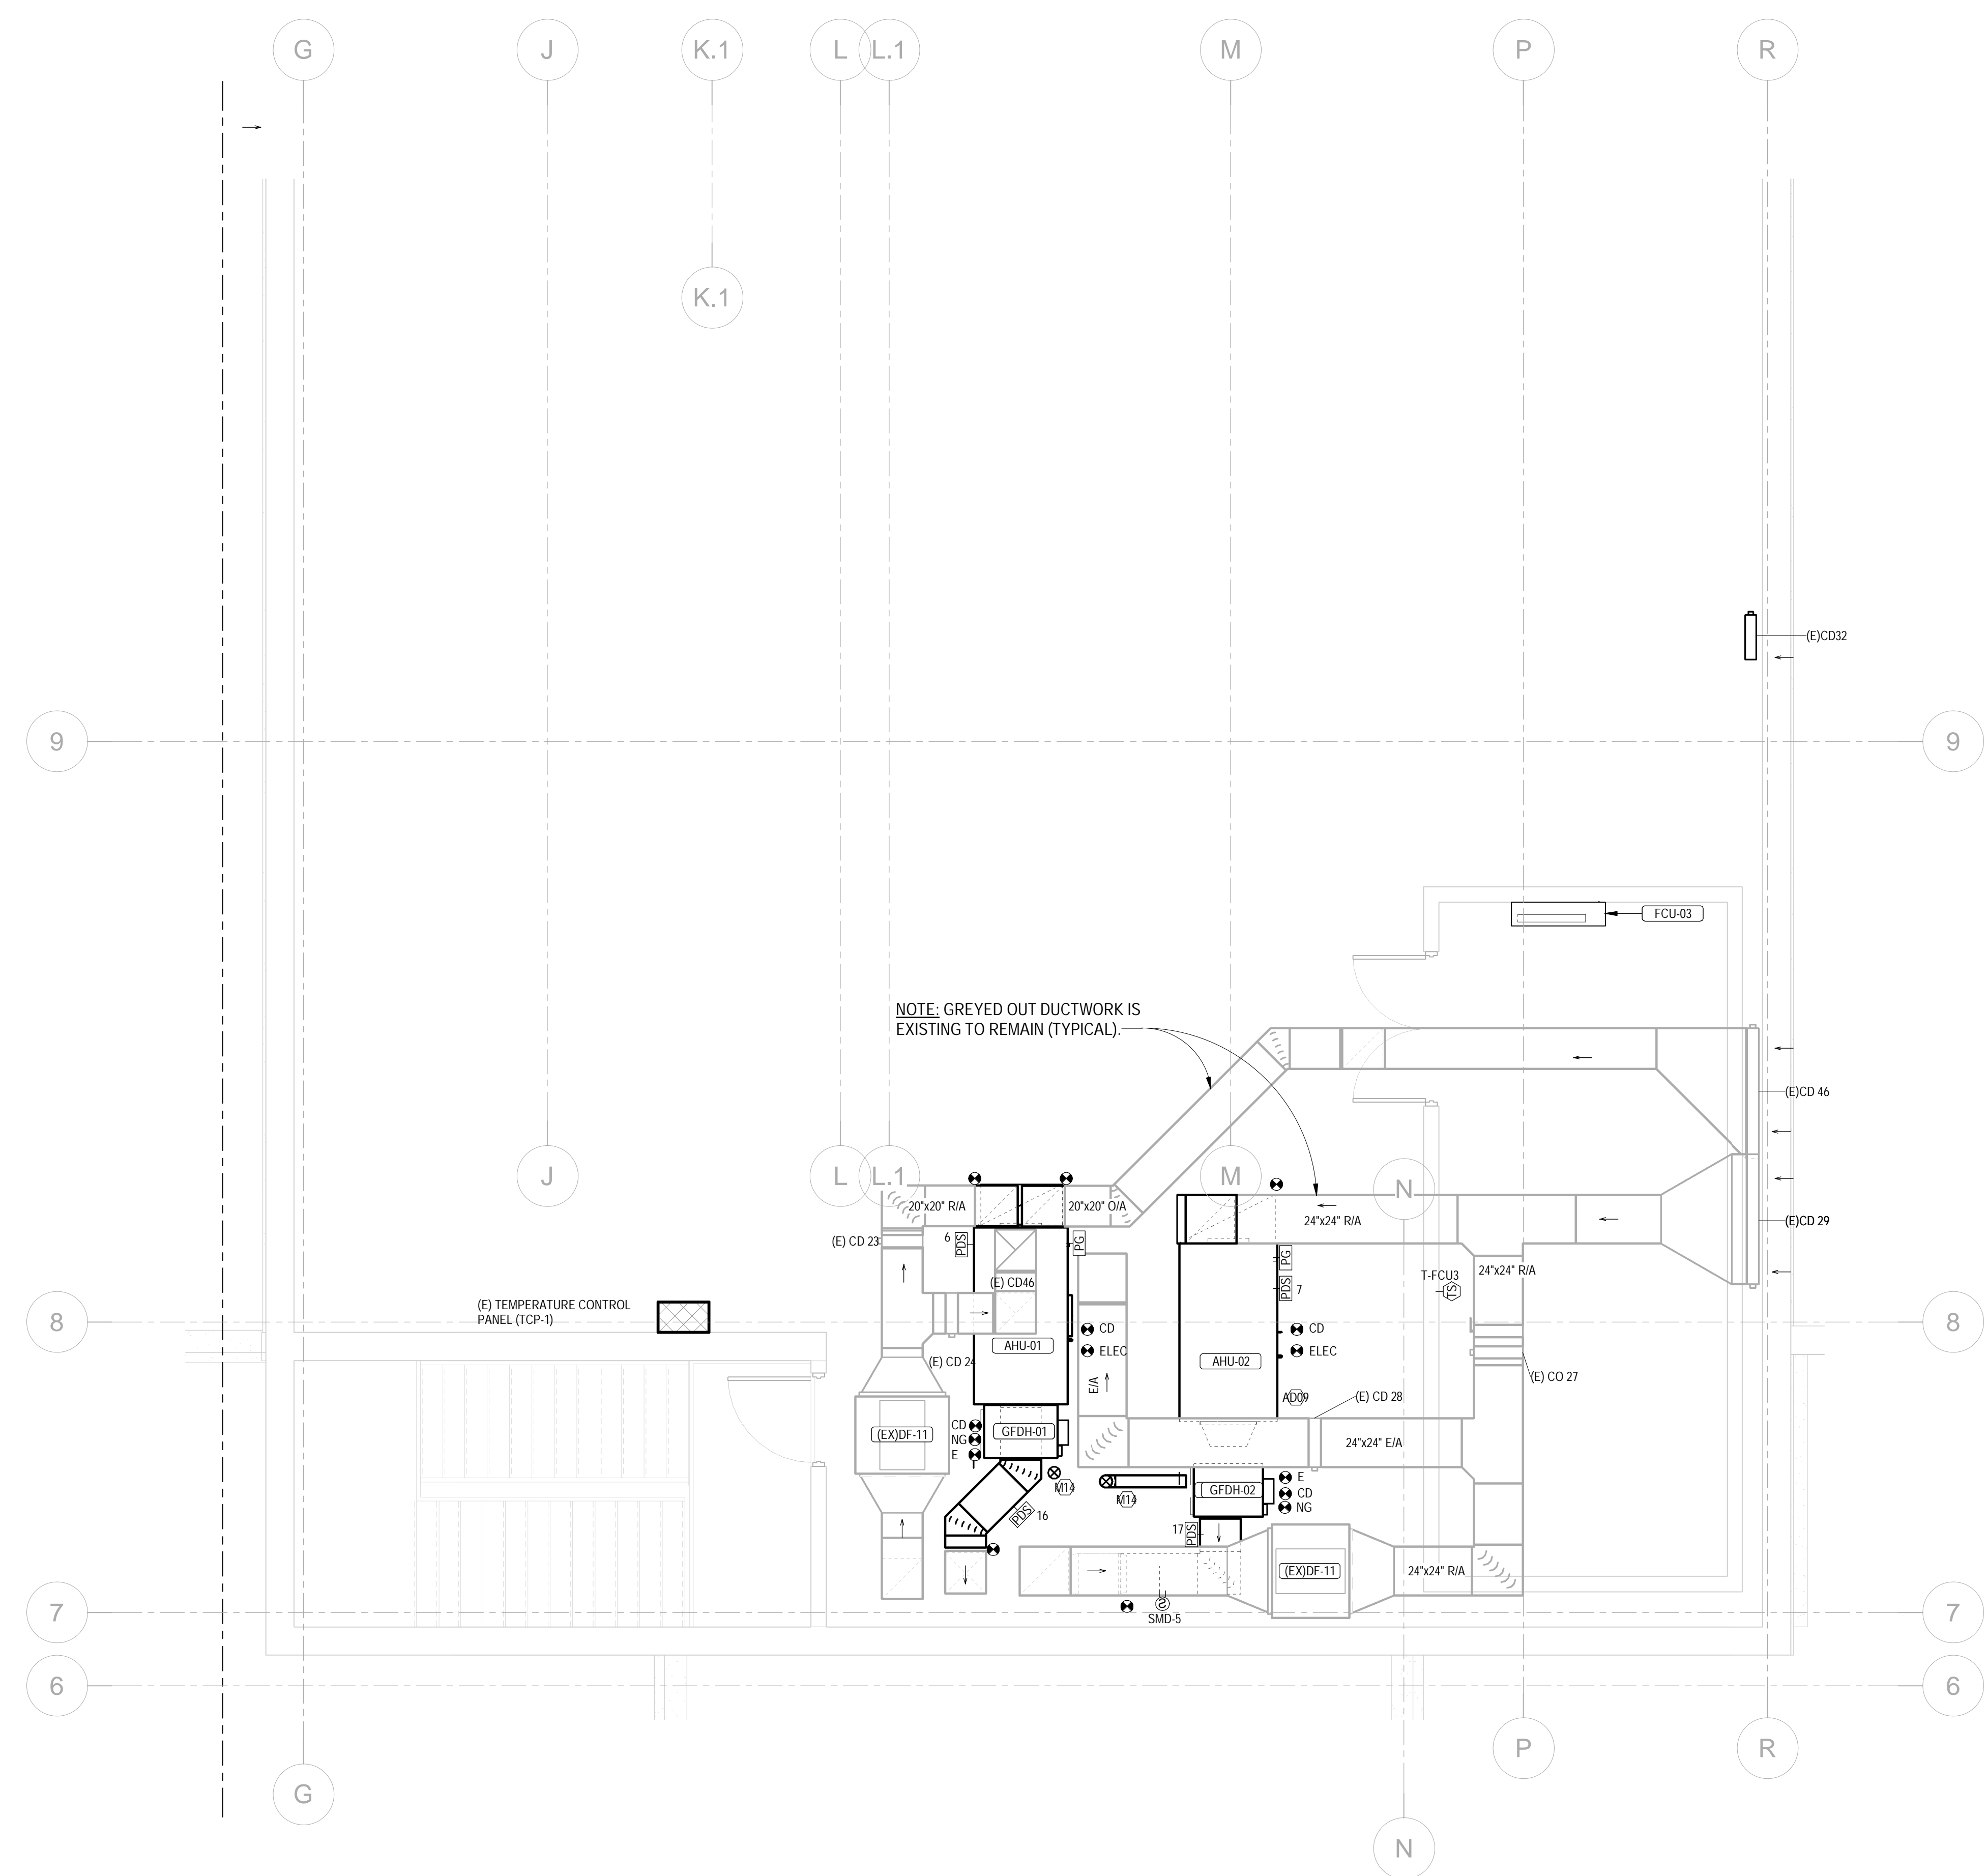 G
J
K.1
L
L.1
M
P
R
K.1
(E)CD32
9
9
FCU-03
NOTE: GREYED OUT DUCTWORK IS
EXISTING TO REMAIN (TYPICAL).
(E)CD 46
J
L
L.1
M
N
20"x20" R/A
20"x20" O/A
24"x24" R/A
(E)CD 29
(E) CD 23
6
PDS
PG
PG
(E) CD46
PDS
7
T-FCU3
TS
24"x24" R/A
(E) TEMPERATURE CONTROL
PANEL (TCP-1)
8
8
CD
CD
AHU-01
ELEC
ELEC
(E) CD 24
AHU-02
E/A
AD09
(E) CD 28
(E) CO 27
CD
(EX)DF-11
NG
GFDH-01
24"x24" E/A
E
M14
M14
E
GFDH-02
CD
NG
PDS
16
17
PDS
(EX)DF-11
24"x24" R/A
S
SMD-5
7
7
6
6
P
R
G
N